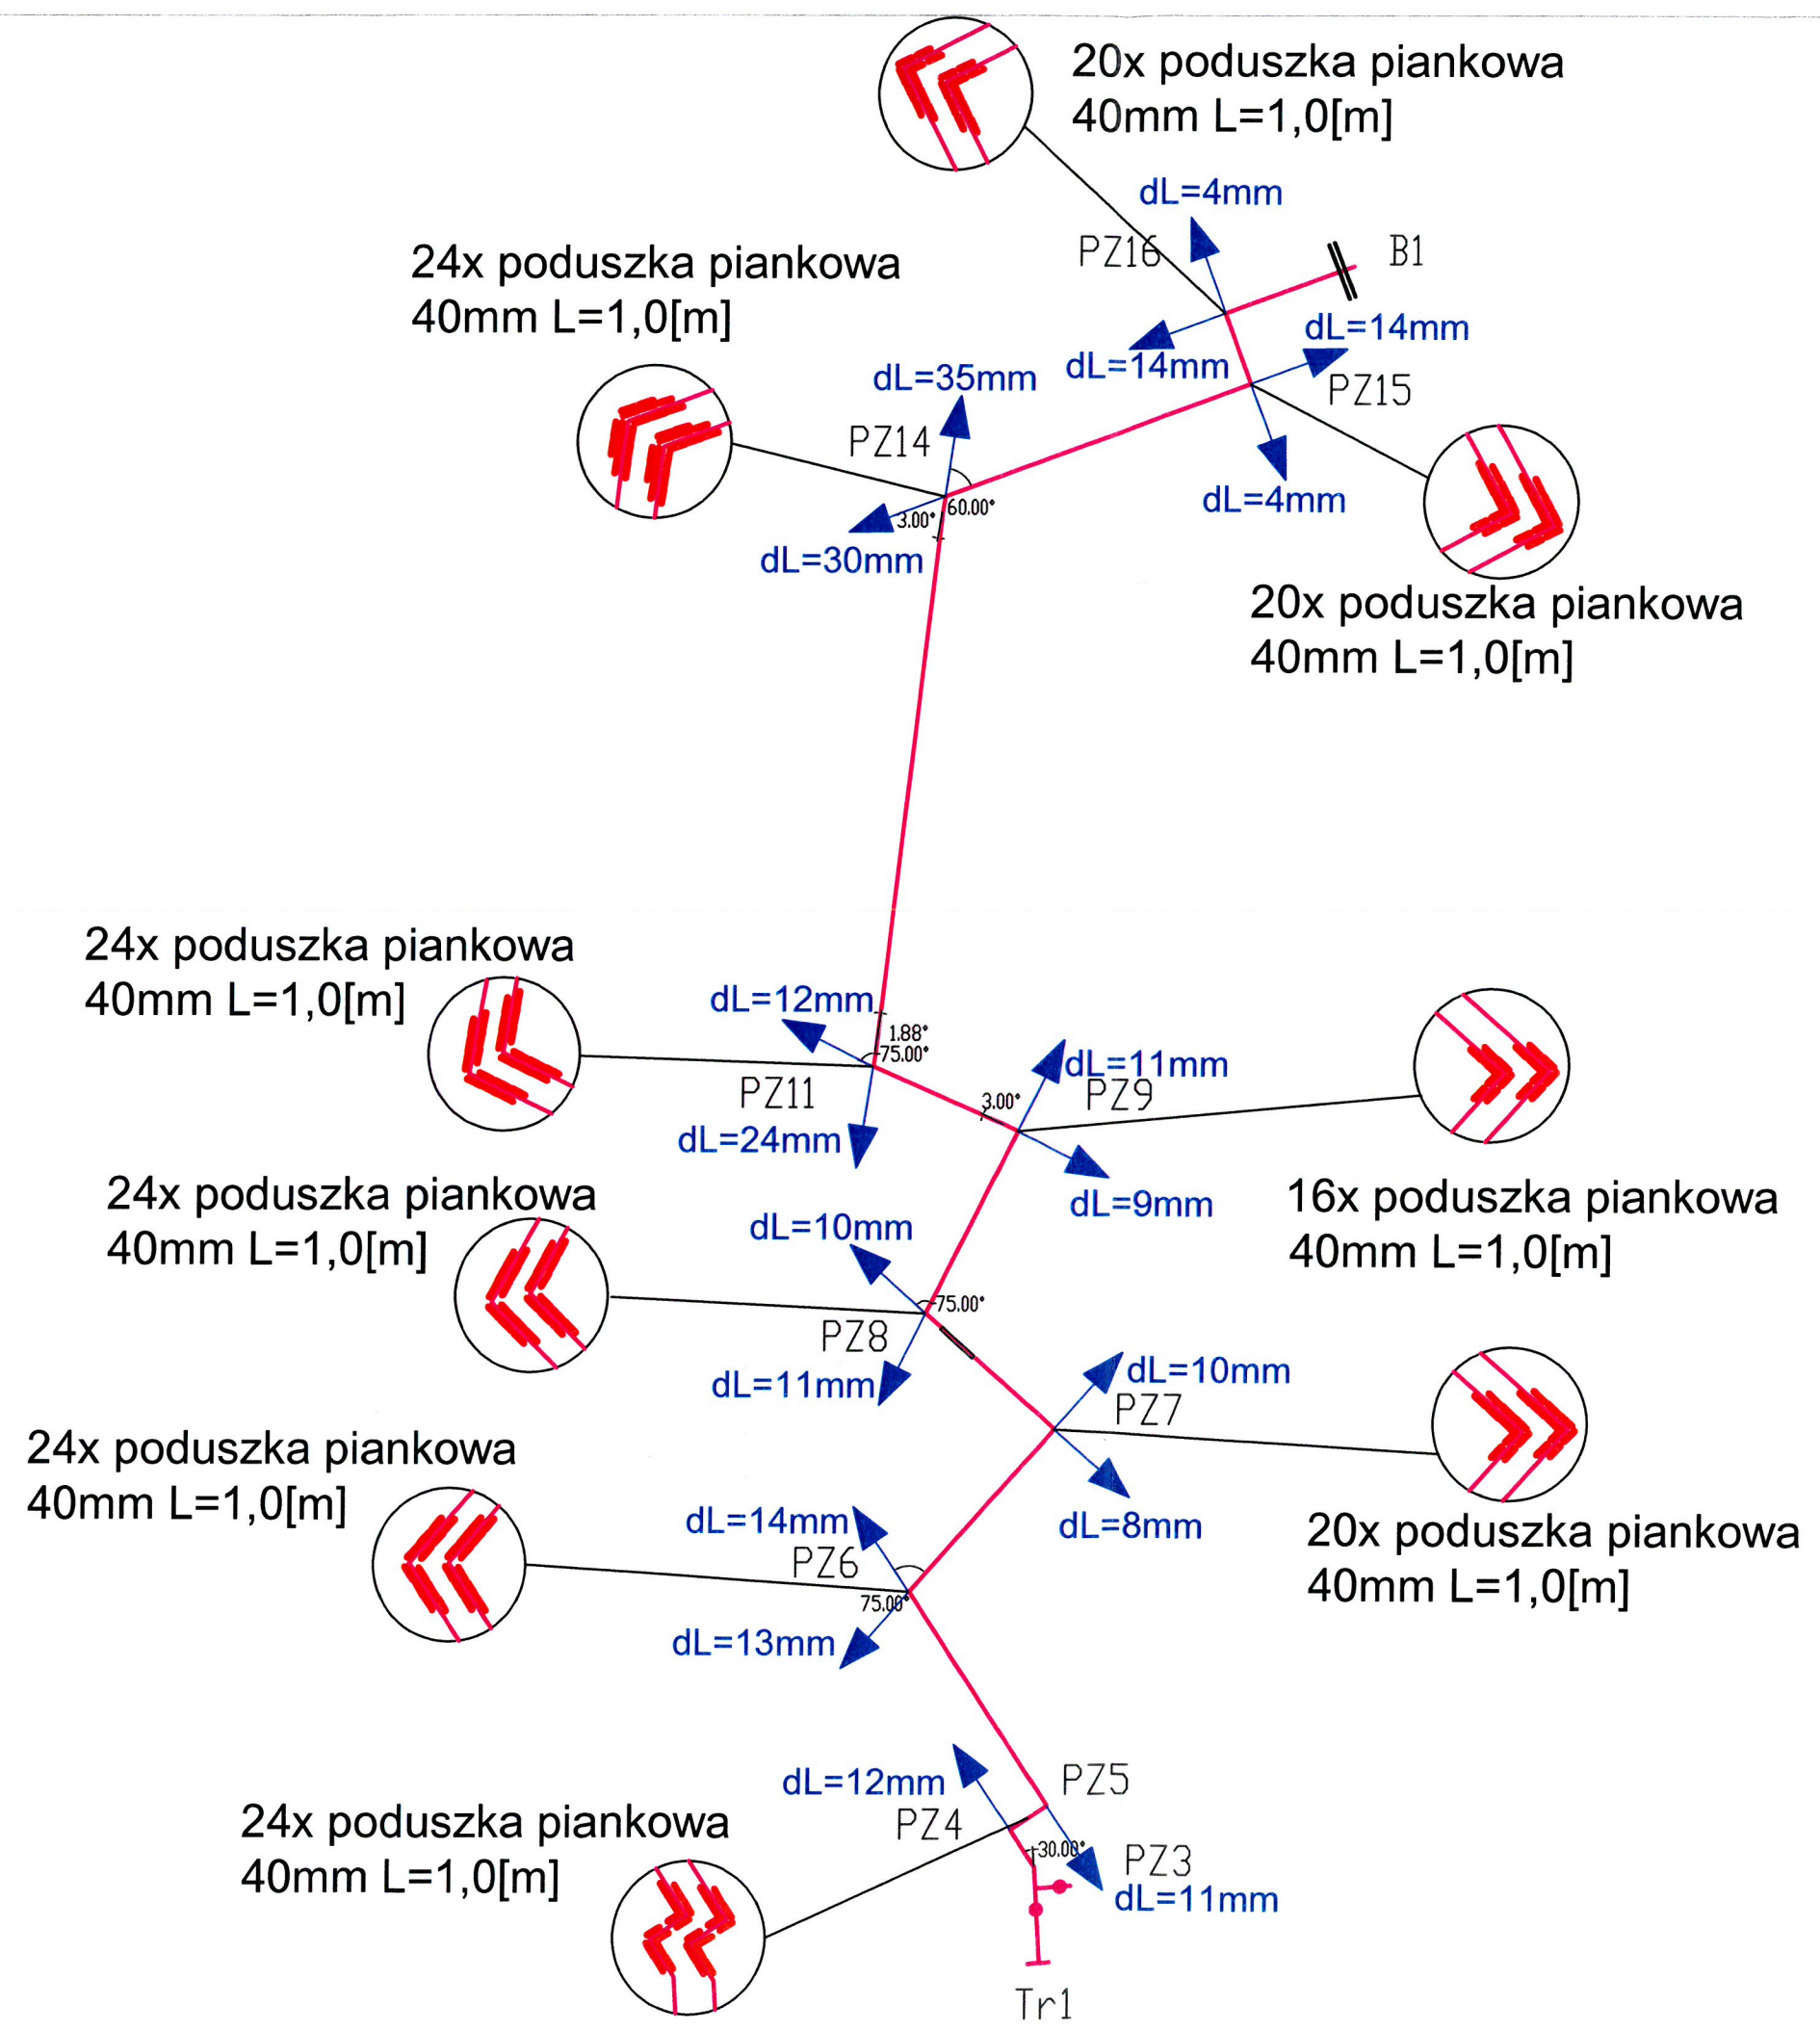 20x poduszka piankowa
40mm L=1,0[m]
dL=4mm
PZ16
B1
24x poduszka piankowa
40mm L=1,0[m]
dL=14mm
dL=14mm
dL=35mm
PZ15
PZ14
dL=4mm
60.00°
3.00°
dL=30mm
20x poduszka piankowa
40mm L=1,0[m]
24x poduszka piankowa
40mm L=1,0[m]
dL=12mm
1.88°
75.00°
dL=11mm
PZ11
3.00°
PZ9
dL=24mm
dL=9mm
24x poduszka piankowa
40mm L=1,0[m]
16x poduszka piankowa
40mm L=1,0[m]
dL=10mm
75.00°
PZ8
dL=11mm
dL=10mm
PZ7
24x poduszka piankowa
40mm L=1,0[m]
dL=14mm
dL=8mm
20x poduszka piankowa
40mm L=1,0[m]
PZ6
75.00°
dL=13mm
dL=12mm
PZ5
PZ4
24x poduszka piankowa
40mm L=1,0[m]
30.00°
PZ3
dL=11mm
Tr1